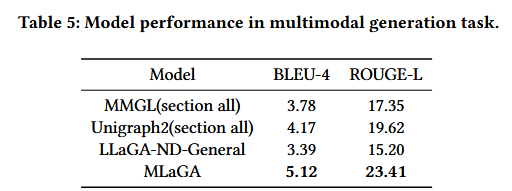 Table 5: Model performance in multimodal generation task.
Model BLEU-4 ROUGE-L
MMGL(section all) 3.78 17.35
Unigraph2(section all) 4.17 19.62
LLaGA-ND-General 3.39 15.20
MLaGA 5.12 23.41